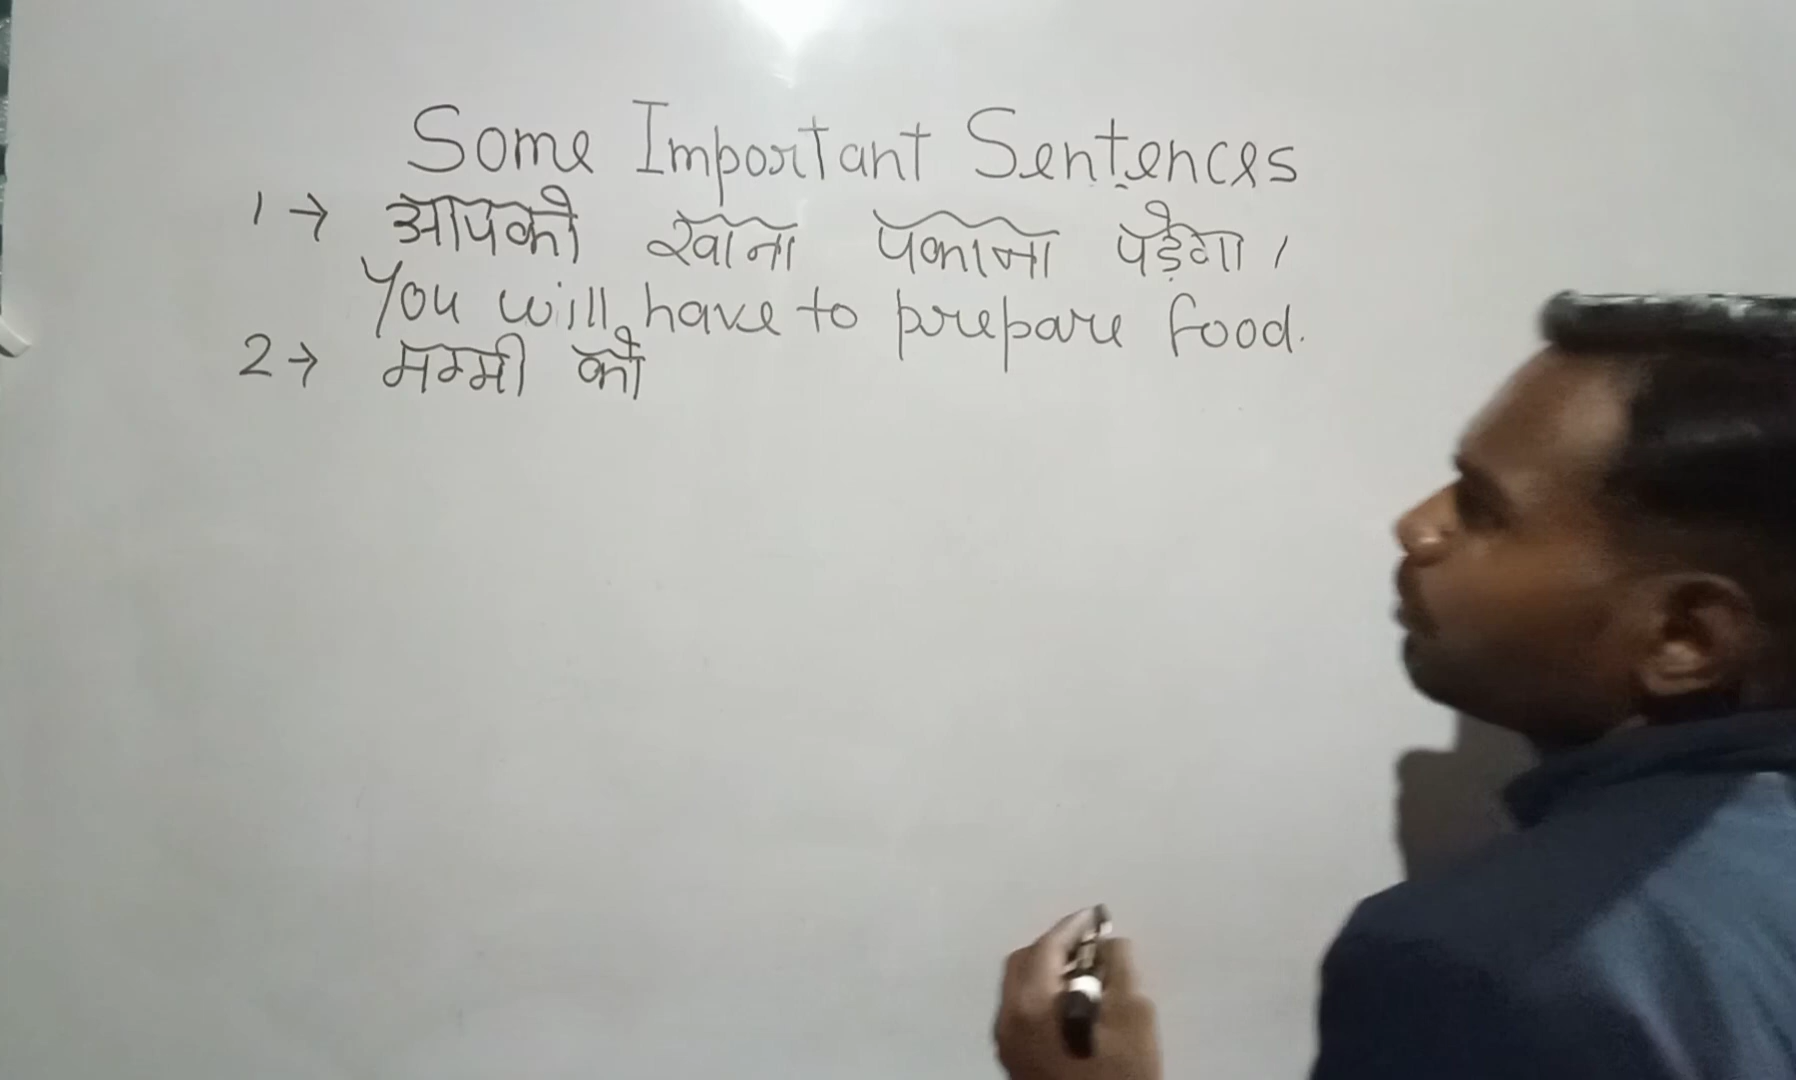 Some Important Sentences
1 → आपको खाना पकाना पड़ेगा ।
You will have to prepare food.
2 → मम्मी को